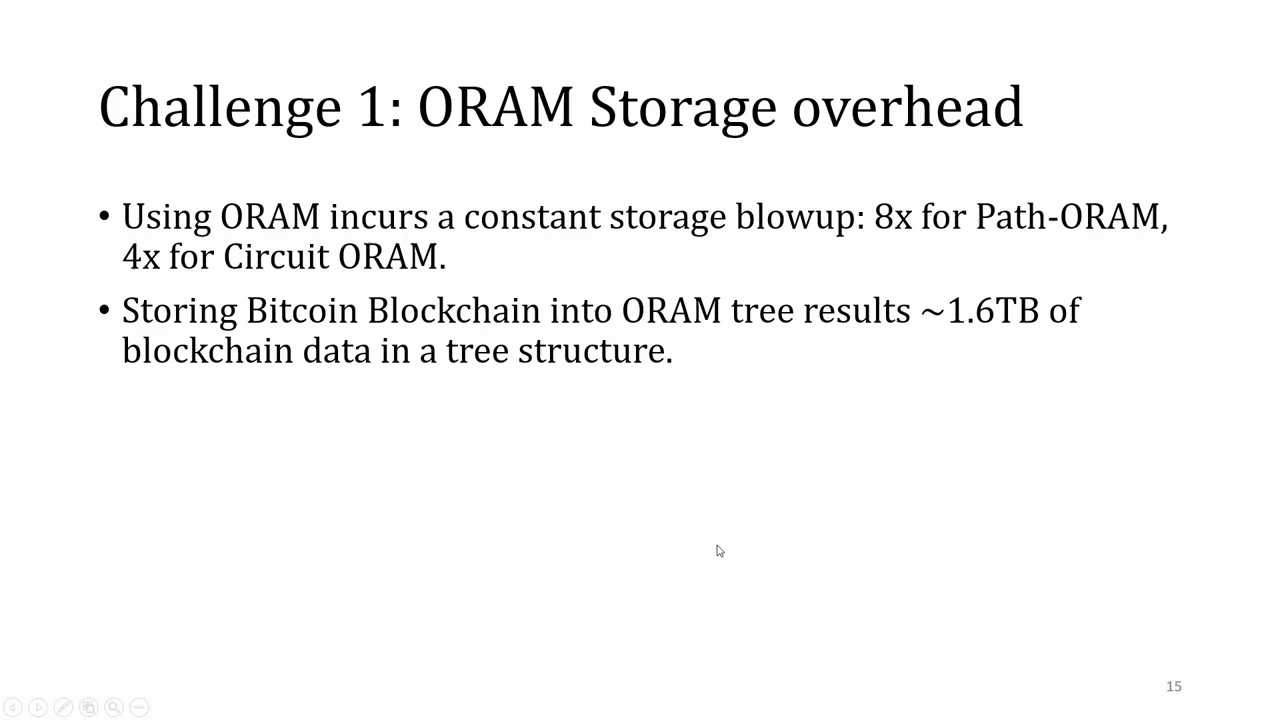 Challenge 1: ORAM Storage overhead
• Using ORAM incurs a constant storage blowup: 8x for Path-ORAM,
4x for Circuit ORAM.
• Storing Bitcoin Blockchain into ORAM tree results ~1.6TB of
blockchain data in a tree structure.
15